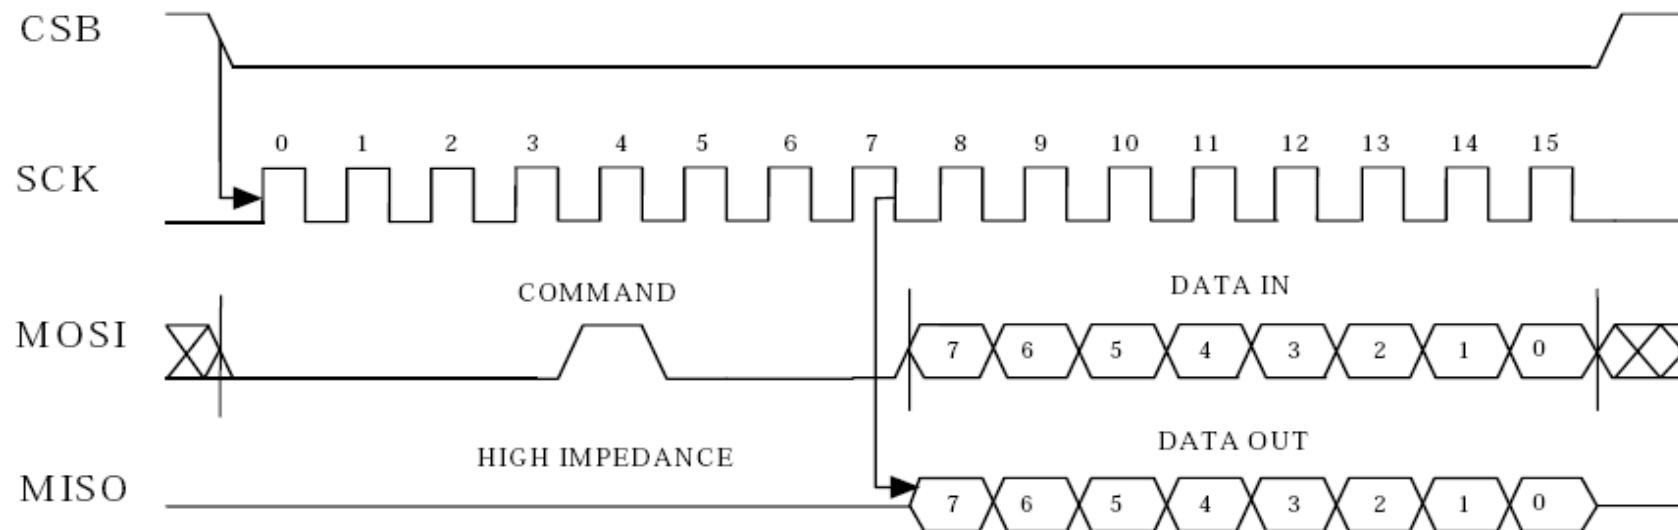 CSB
0 1 2 3 4 5 6 7 8 9 10 11 12 13 14 15
SCK
COMMAND DATA IN
MOSI 7 6 5 4 3 2 1 0
HIGH IMPEDANCE DATA OUT
MISO 7 6 5 4 3 2 1 0